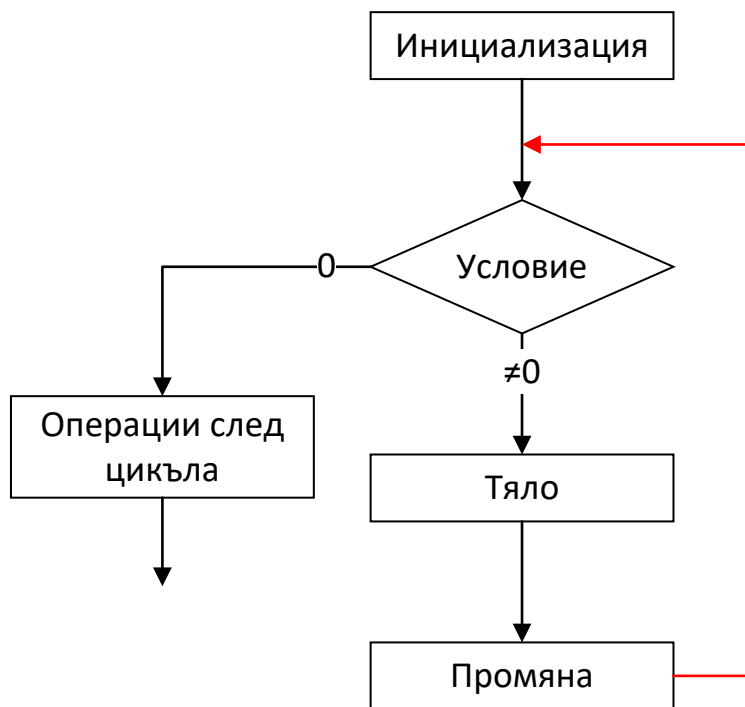 Инициализация
Условие
0
≠0
Операции след
цикъла
Тяло
Промяна